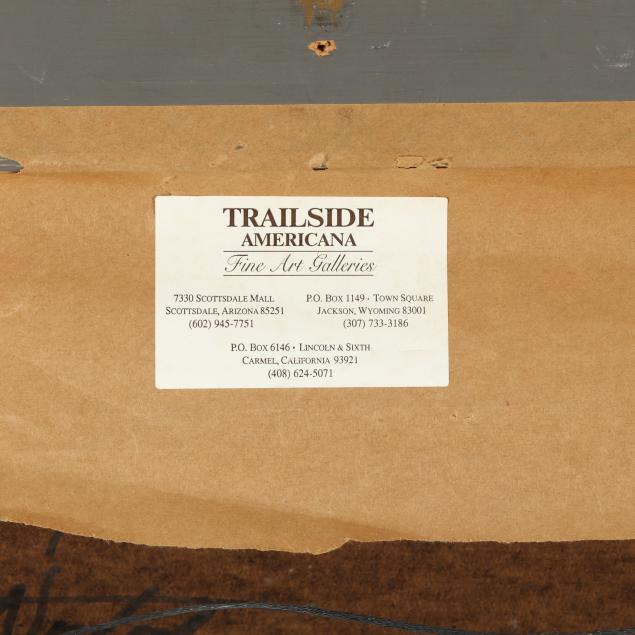 TRAILSIDE
AMERICANA
Fine Art Galleries
7330 SCOTTSDALE MALL
SCOTTSDALE, ARIZONA 85251
(602) 945-7751
P.O. BOX 1149 • TOWN SQUARE
JACKSON, WYOMING 83001
(307) 733-3186
P.O. BOX 6146 • LINCOLN & SIXTH
CARMEL, CALIFORNIA 93921
(408) 624-5071